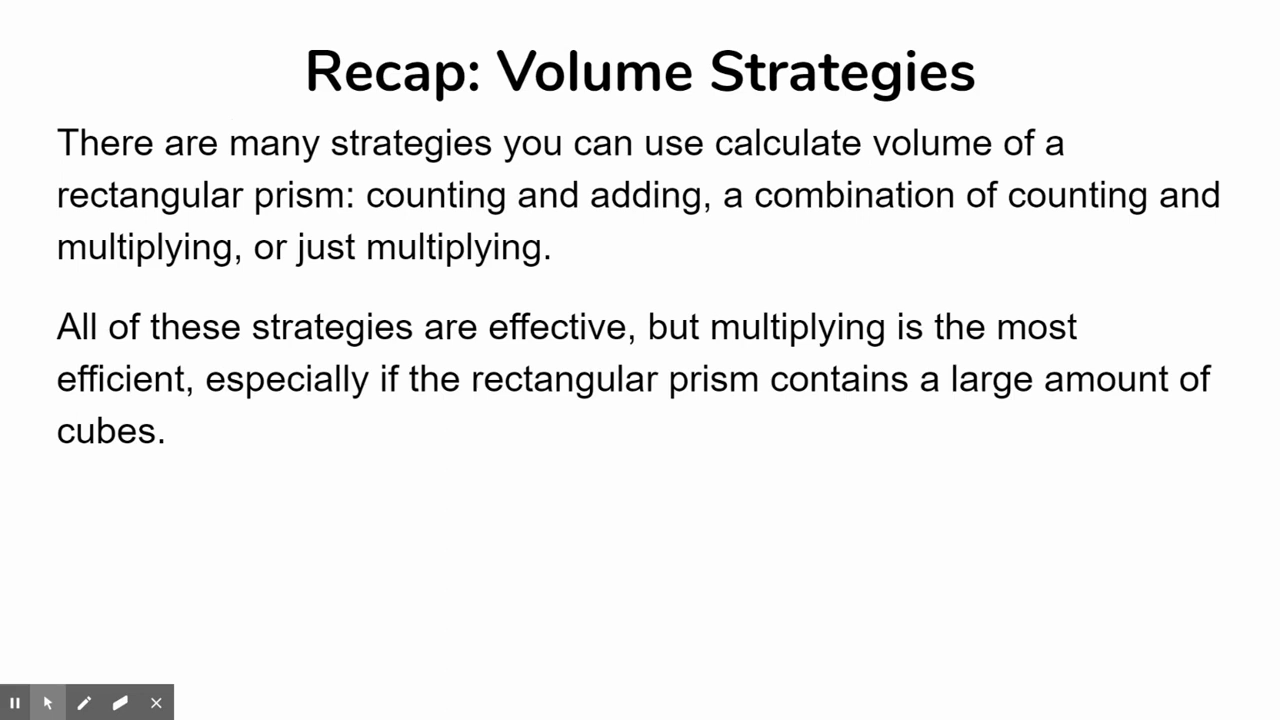 Recap: Volume Strategies
There are many strategies you can use calculate volume of a
rectangular prism: counting and adding, a combination of counting and
multiplying, or just multiplying.
All of these strategies are effective, but multiplying is the most
efficient, especially if the rectangular prism contains a large amount of
cubes.